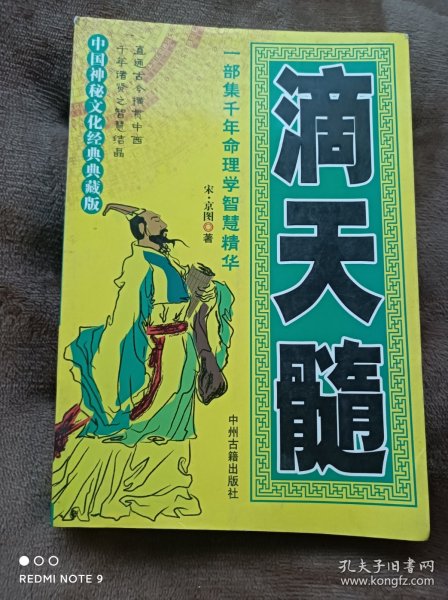 滴天髓
一部集千年命理学智慧精华
宋·京图 著
直通古今横贯中西
千年诸贤之智慧结晶
中国神秘文化经典典藏版
中州古籍出版社
REDMI NOTE 9
孔夫子旧书网
www.kongfz.com